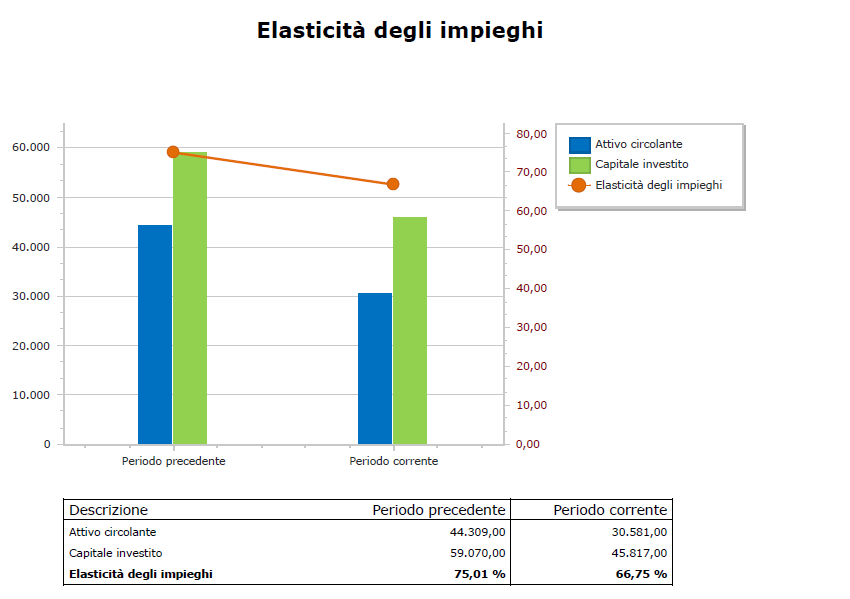 Elasticità degli impieghi
60.000
50.000
40.000
30.000
20.000
10.000
0
80,00
70,00
60,00
50,00
40,00
30,00
20,00
10,00
0,00
Attivo circolante
Capitale investito
Elasticità degli impieghi
Periodo precedente Periodo corrente
Descrizione Periodo precedente Periodo corrente
Attivo circolante 44.309,00 30.581,00
Capitale investito 59.070,00 45.817,00
Elasticità degli impieghi 75,01 % 66,75 %